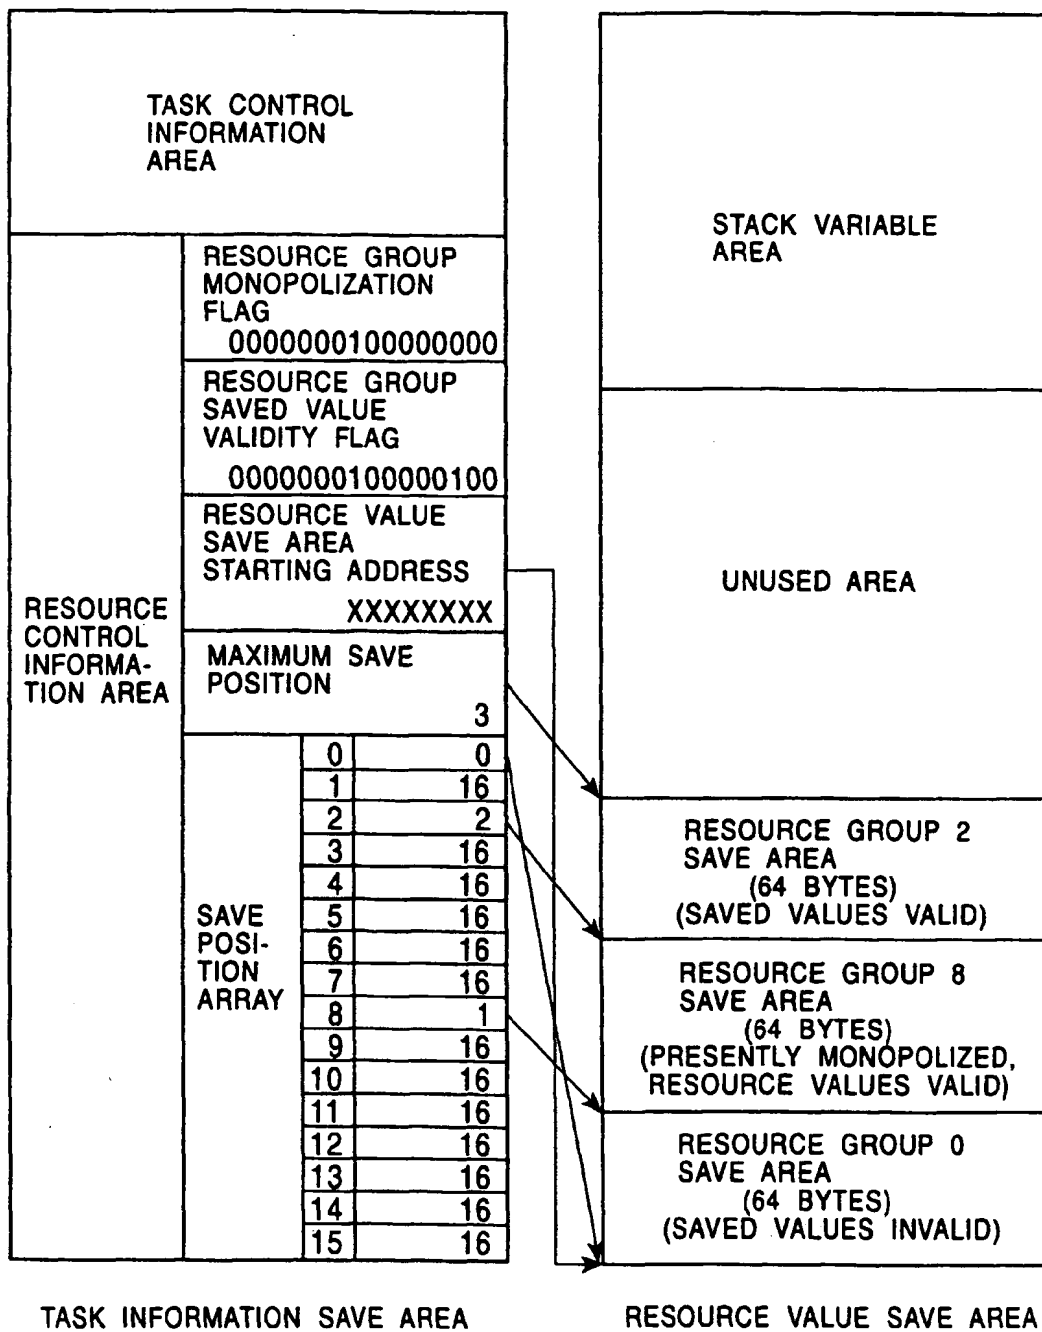 TASK CONTROL
INFORMATION
AREA
RESOURCE
CONTROL
INFORMA-
TION AREA
RESOURCE GROUP
MONOPOLIZATION
FLAG
0000000100000000
RESOURCE GROUP
SAVED VALUE
VALIDITY FLAG
0000000100000100
RESOURCE VALUE
SAVE AREA
STARTING ADDRESS
XXXXXXXX
MAXIMUM SAVE
POSITION
3
SAVE
POSI-
TION
ARRAY
0 0
1 16
2 2
3 16
4 16
5 16
6 16
7 16
8 1
9 16
10 16
11 16
12 16
13 16
14 16
15 16
TASK INFORMATION SAVE AREA
STACK VARIABLE
AREA
UNUSED AREA
RESOURCE GROUP 2
SAVE AREA
(64 BYTES)
(SAVED VALUES VALID)
RESOURCE GROUP 8
SAVE AREA
(64 BYTES)
(PRESENTLY MONOPOLIZED,
RESOURCE VALUES VALID)
RESOURCE GROUP 0
SAVE AREA
(64 BYTES)
(SAVED VALUES INVALID)
RESOURCE VALUE SAVE AREA